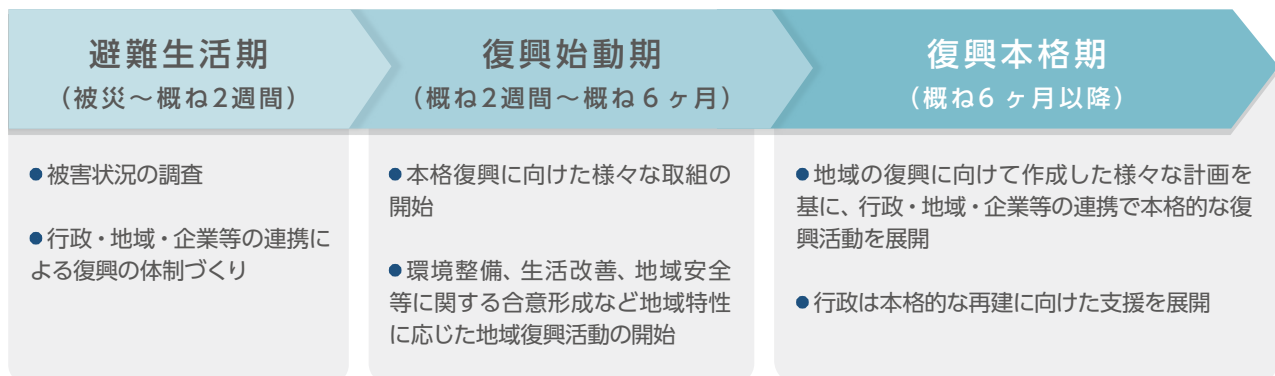 避難生活期
（被災〜概ね2週間）
●被害状況の調査
●行政・地域・企業等の連携に
よる復興の体制づくり
復興始動期
（概ね2週間〜概ね6ヶ月）
●本格復興に向けた様々な取組の
開始
●環境整備、生活改善、地域安全
等に関する合意形成など地域特性
に応じた地域復興活動の開始
復興本格期
（概ね6ヶ月以降）
●地域の復興に向けて作成した様々な計画を
基に、行政・地域・企業等の連携で本格的な復
興活動を展開
●行政は本格的な再建に向けた支援を展開